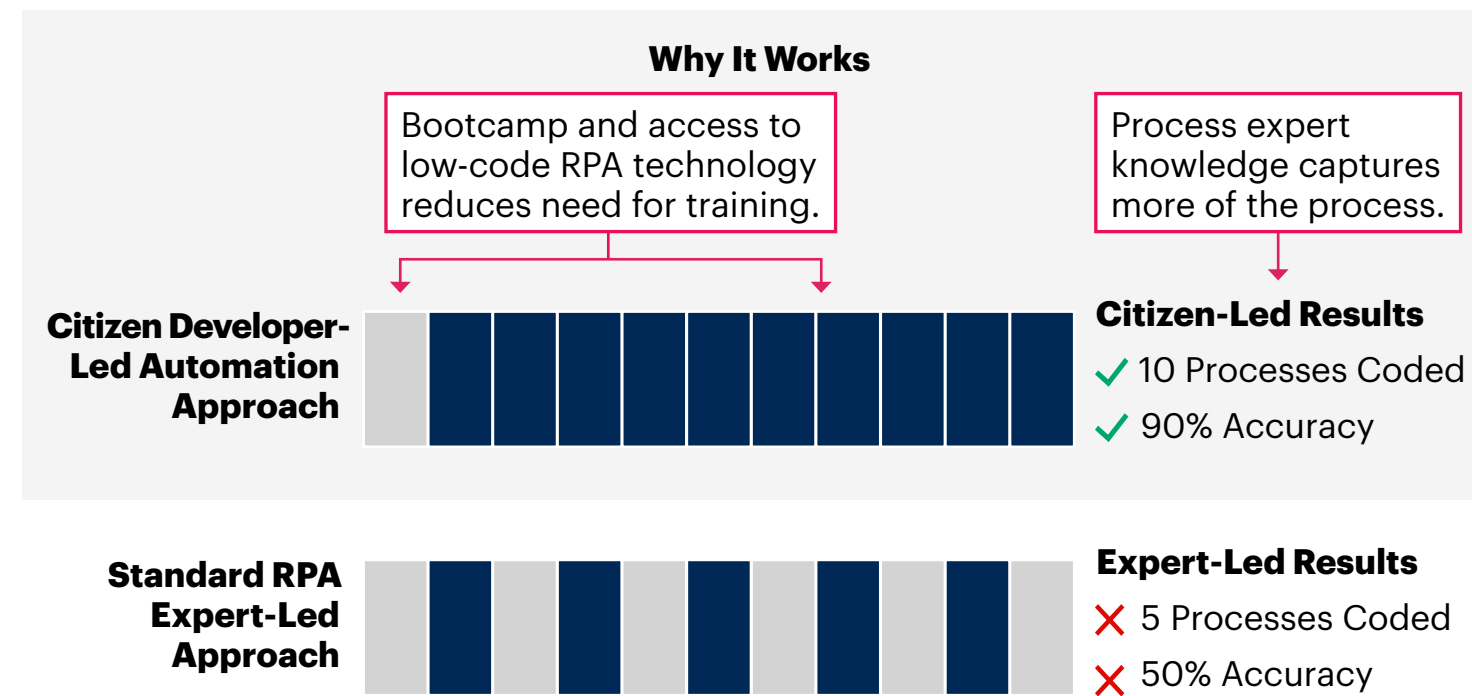 Why It Works
Bootcamp and access to
low-code RPA technology
reduces need for training.
Process expert
knowledge captures
more of the process.
Citizen Developer-
Led Automation
Approach
Citizen-Led Results
10 Processes Coded
90% Accuracy
Standard RPA
Expert-Led
Approach
Expert-Led Results
5 Processes Coded
50% Accuracy